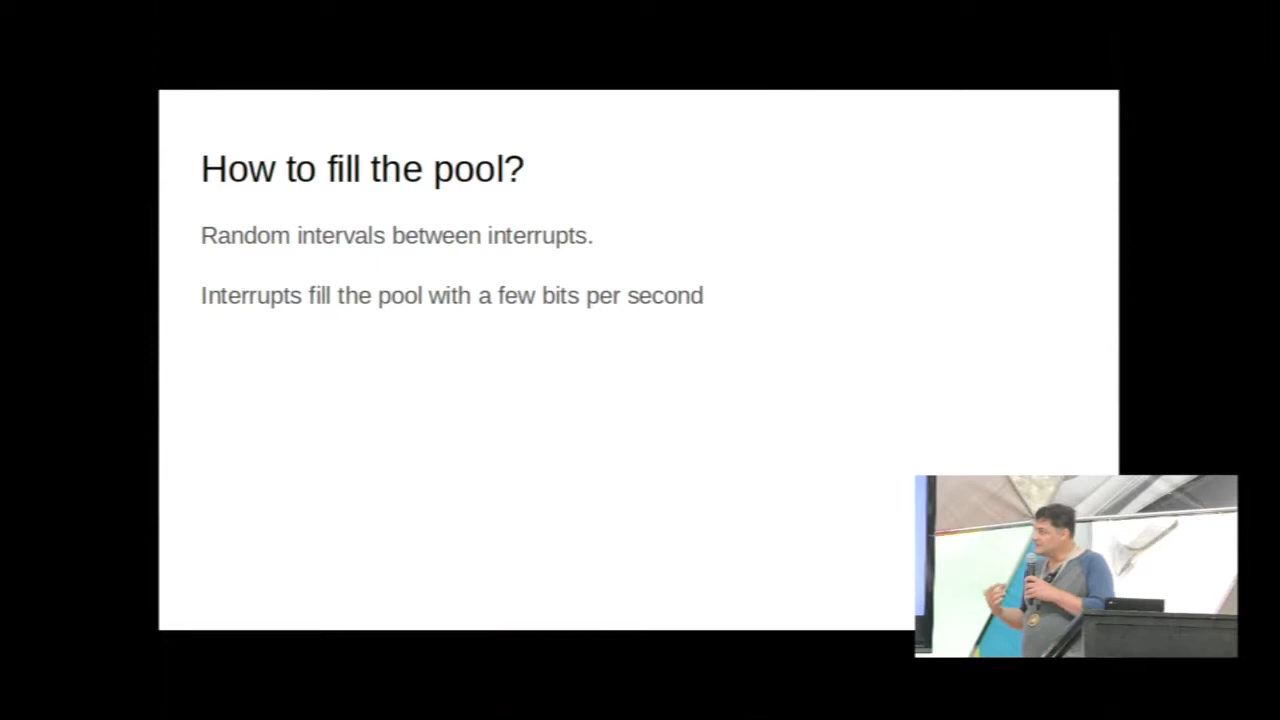 How to fill the pool?
Random intervals between interrupts.
Interrupts fill the pool with a few bits per second